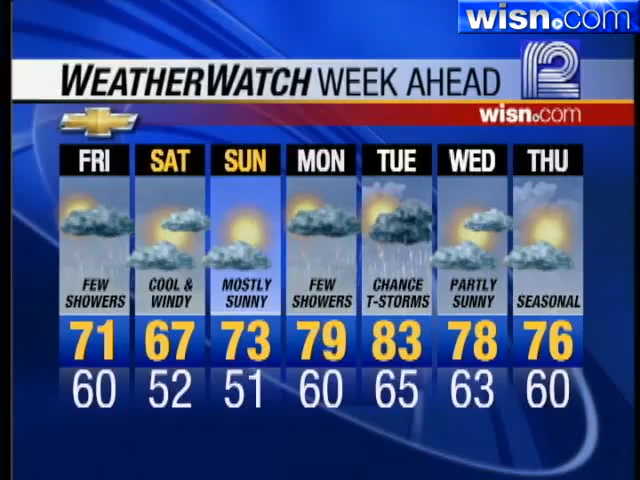 wisn.com
WEATHERWATCH WEEK AHEAD 12
wisn.com
FRI SAT SUN MON TUE WED THU
FEW SHOWERS COOL & WINDY MOSTLY SUNNY FEW SHOWERS CHANCE T-STORMS PARTLY SUNNY SEASONAL
71 67 73 79 83 78 76
60 52 51 60 65 63 60